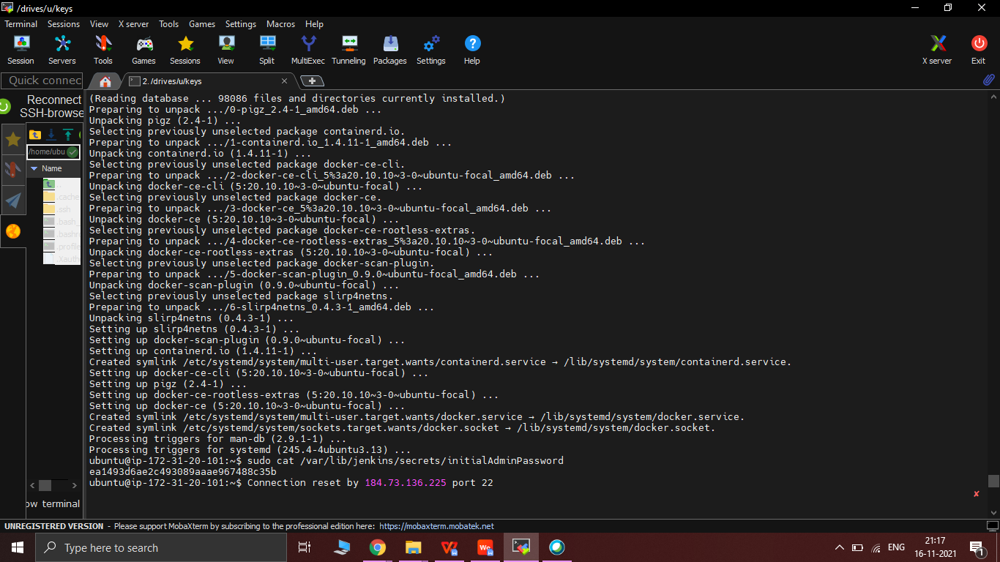 /drives/u/keys
Terminal Sessions View X server Tools Games Settings Macros Help
Session Servers Tools Games Sessions View Split MultiExec Tunneling Packages Settings Help X server Exit
Quick connec
2. /drives/u/keys
Reconnect
SSH-browse
/home/ubu
Name
..
.cache
.ssh
.bash_
.bashr
.profile
.Xauth
ow terminal
(Reading database ... 98086 files and directories currently installed.)
Preparing to unpack .../0-pigz_2.4-1_amd64.deb ...
Unpacking pigz (2.4-1) ...
Selecting previously unselected package containerd.io.
Preparing to unpack .../1-containerd.io_1.4.11-1_amd64.deb ...
Unpacking containerd.io (1.4.11-1) ...
Selecting previously unselected package docker-ce-cli.
Preparing to unpack .../2-docker-ce-cli_5%3a20.10.10~3-0~ubuntu-focal_amd64.deb ...
Unpacking docker-ce-cli (5:20.10.10~3-0~ubuntu-focal) ...
Selecting previously unselected package docker-ce.
Preparing to unpack .../3-docker-ce_5%3a20.10.10~3-0~ubuntu-focal_amd64.deb ...
Unpacking docker-ce (5:20.10.10~3-0~ubuntu-focal) ...
Selecting previously unselected package docker-ce-rootless-extras.
Preparing to unpack .../4-docker-ce-rootless-extras_5%3a20.10.10~3-0~ubuntu-focal_amd64.deb ...
Unpacking docker-ce-rootless-extras (5:20.10.10~3-0~ubuntu-focal) ...
Selecting previously unselected package docker-scan-plugin.
Preparing to unpack .../5-docker-scan-plugin_0.9.0~ubuntu-focal_amd64.deb ...
Unpacking docker-scan-plugin (0.9.0~ubuntu-focal) ...
Selecting previously unselected package slirp4netns.
Preparing to unpack .../6-slirp4netns_0.4.3-1_amd64.deb ...
Unpacking slirp4netns (0.4.3-1) ...
Setting up slirp4netns (0.4.3-1) ...
Setting up docker-scan-plugin (0.9.0~ubuntu-focal) ...
Setting up containerd.io (1.4.11-1) ...
Created symlink /etc/systemd/system/multi-user.target.wants/containerd.service → /lib/systemd/system/containerd.service.
Setting up docker-ce-cli (5:20.10.10~3-0~ubuntu-focal) ...
Setting up pigz (2.4-1) ...
Setting up docker-ce-rootless-extras (5:20.10.10~3-0~ubuntu-focal) ...
Setting up docker-ce (5:20.10.10~3-0~ubuntu-focal) ...
Created symlink /etc/systemd/system/multi-user.target.wants/docker.service → /lib/systemd/system/docker.service.
Created symlink /etc/systemd/system/sockets.target.wants/docker.socket → /lib/systemd/system/docker.socket.
Processing triggers for man-db (2.9.1-1) ...
Processing triggers for systemd (245.4-4ubuntu3.13) ...
ubuntu@ip-172-31-20-101:~$ sudo cat /var/lib/jenkins/secrets/initialAdminPassword
ea1493d6ae2c493089aaae967488c35b
ubuntu@ip-172-31-20-101:~$ Connection reset by 184.73.136.225 port 22
UNREGISTERED VERSION - Please support MobaXterm by subscribing to the professional edition here: https://mobaxterm.mobatek.net
Type here to search
ENG
21:17
16-11-2021
1